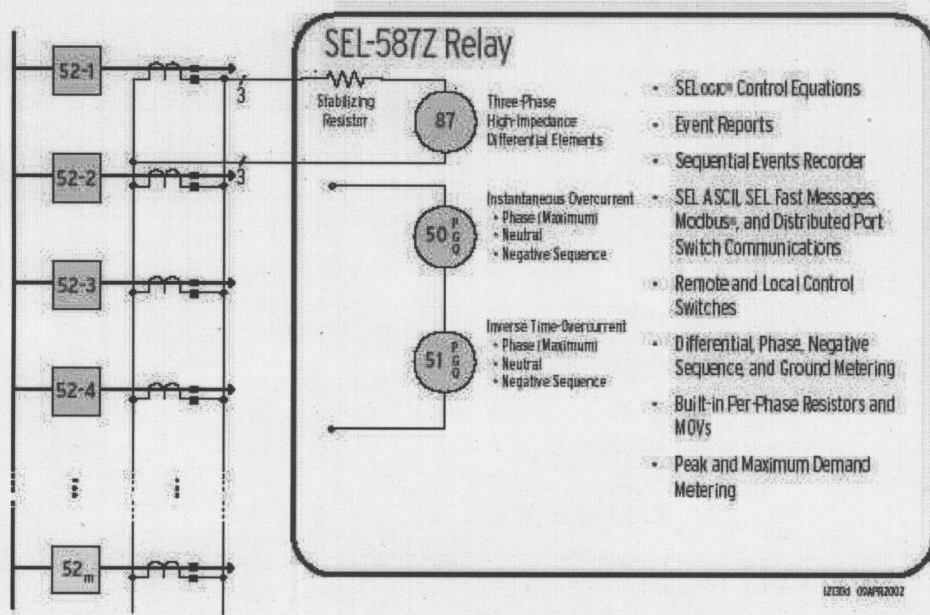 SEL-587Z Relay
52-1
52-2
52-3
52-4
52m
3
3
Stabilizing
Resistor
87
Three-Phase
High-Impedance
Differential Elements
50 P G Q
Instantaneous Overcurrent
• Phase (Maximum)
• Neutral
• Negative Sequence
51 P G Q
Inverse Time-Overcurrent
• Phase (Maximum)
• Neutral
• Negative Sequence
• SELOGIC® Control Equations
• Event Reports
• Sequential Events Recorder
• SEL ASCII, SEL Fast Messages,
Modbus®, and Distributed Port
Switch Communications
• Remote and Local Control
Switches
• Differential, Phase, Negative
Sequence, and Ground Metering
• Built-in Per-Phase Resistors and
MOVs
• Peak and Maximum Demand
Metering
09APR2002